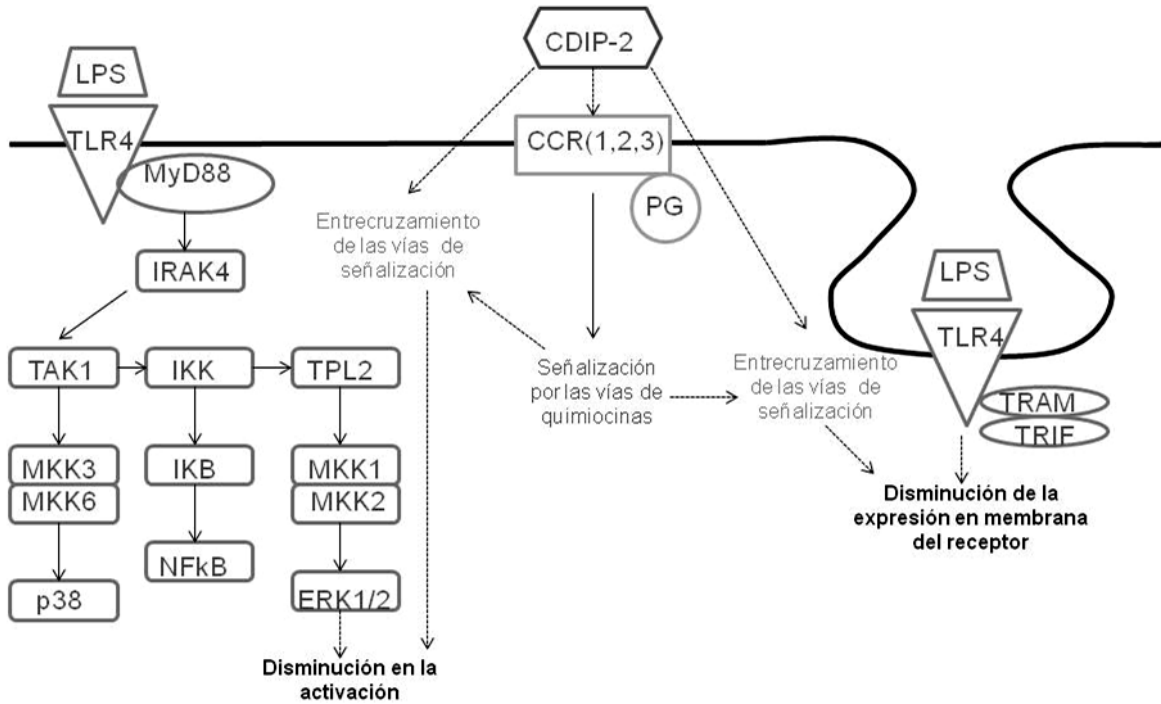 CDIP-2
LPS
TLR4
MyD88
CCR(1,2,3)
PG
IRAK4
Entrecruzamiento
de las vías de
señalización
LPS
TLR4
TRAM
TRIF
TAK1
IKK
TPL2
Señalización
por las vías de
quimiocinas
Entrecruzamiento
de las vías de
señalización
MKK3
MKK6
IKB
MKK1
MKK2
NFkB
p38
ERK1/2
Disminución de la
expresión en membrana
del receptor
Disminución en la
activación